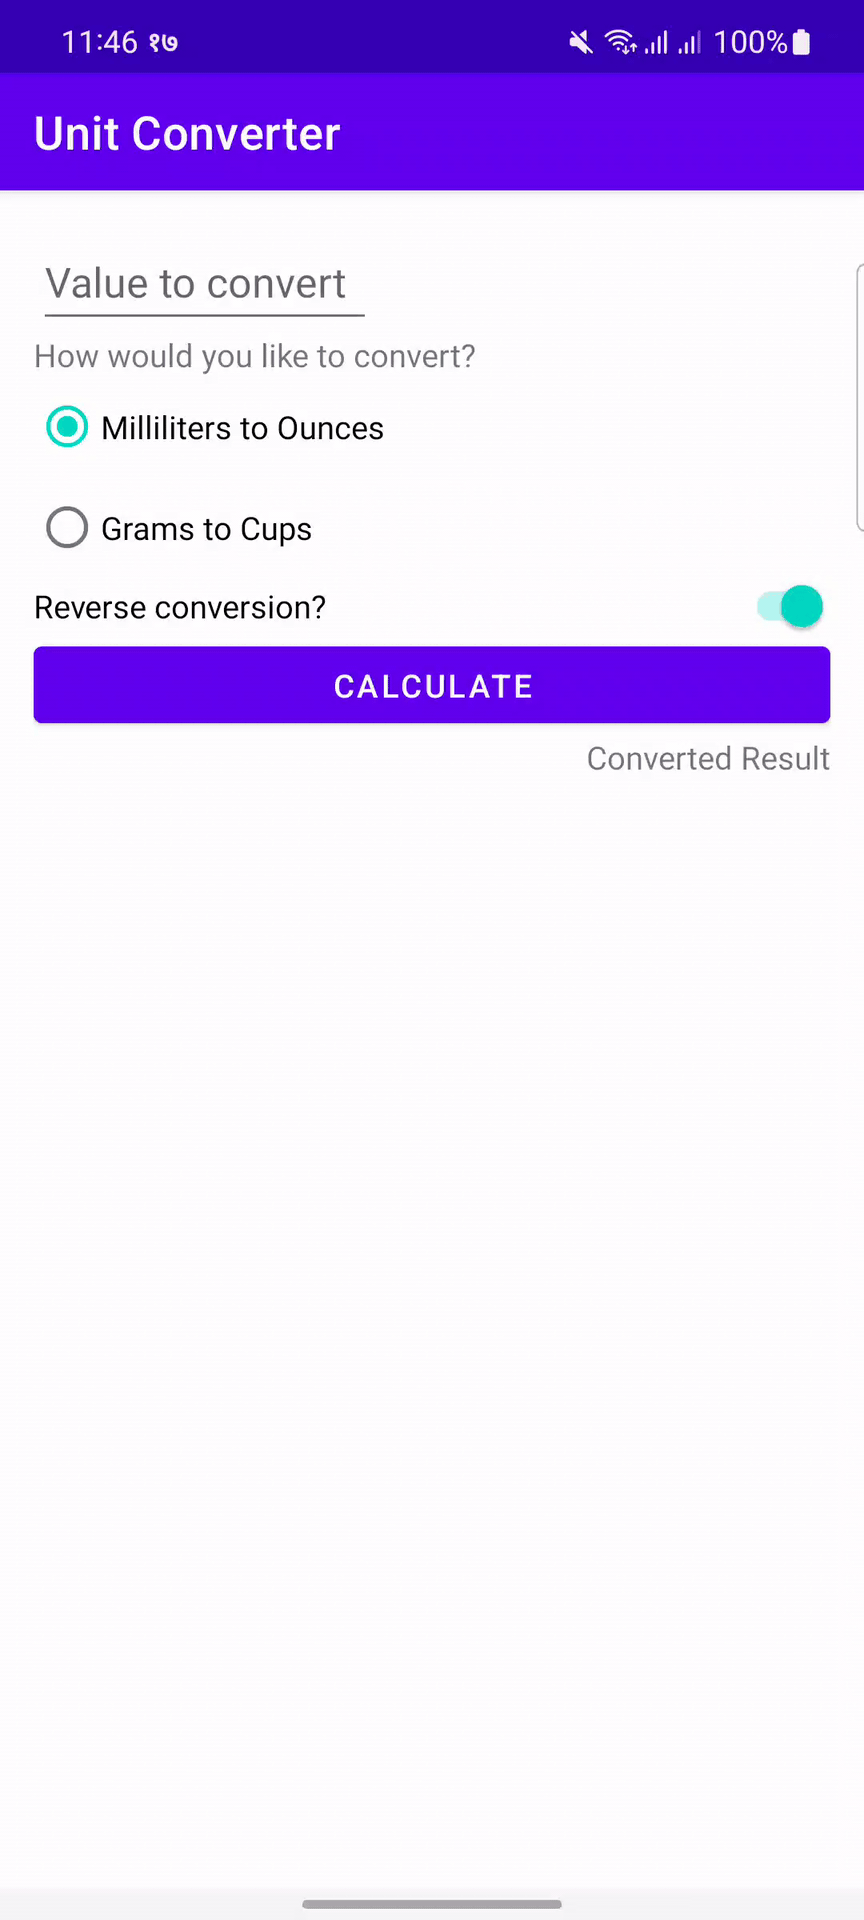 11:46 १७ 100%
Unit Converter
Value to convert
How would you like to convert?
Milliliters to Ounces
Grams to Cups
Reverse conversion?
CALCULATE
Converted Result